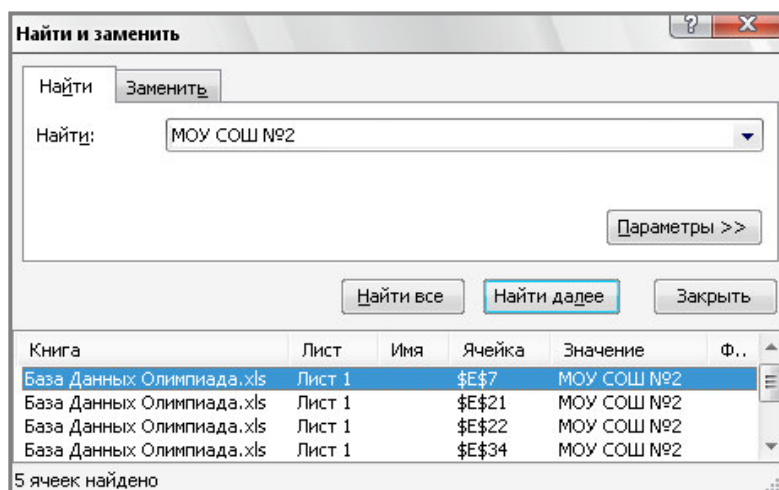 Найти и заменить
Найти Заменить
Найти: МОУ СОШ №2
Параметры >>
Найти все Найти далее Закрыть
Книга Лист Имя Ячейка Значение Ф..
База Данных Олимпиада.xls Лист 1 $E$7 МОУ СОШ №2
База Данных Олимпиада.xls Лист 1 $E$21 МОУ СОШ №2
База Данных Олимпиада.xls Лист 1 $E$22 МОУ СОШ №2
База Данных Олимпиада.xls Лист 1 $E$34 МОУ СОШ №2
5 ячеек найдено